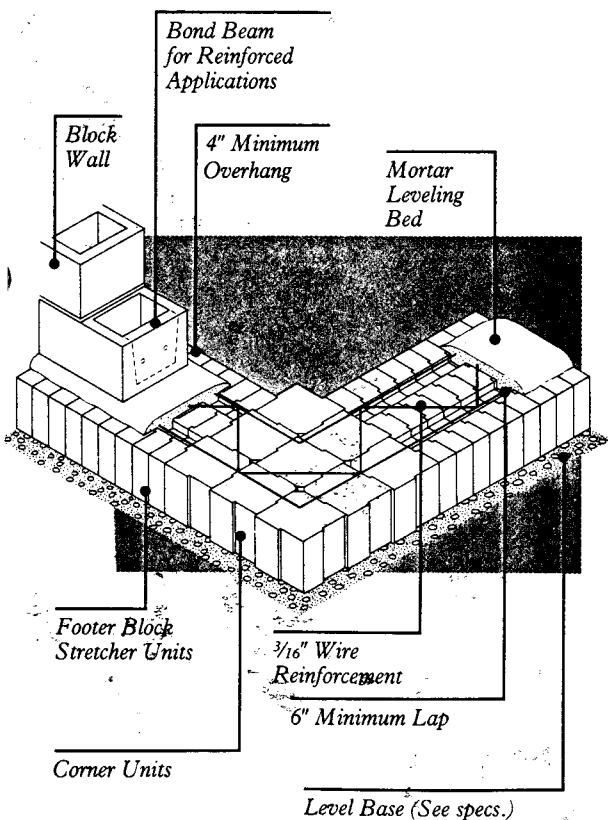 Bond Beam
for Reinforced
Applications
Block
Wall
4" Minimum
Overhang
Mortar
Leveling
Bed
Footer Block
Stretcher Units
3/16" Wire
Reinforcement
6" Minimum Lap
Corner Units
Level Base (See specs.)